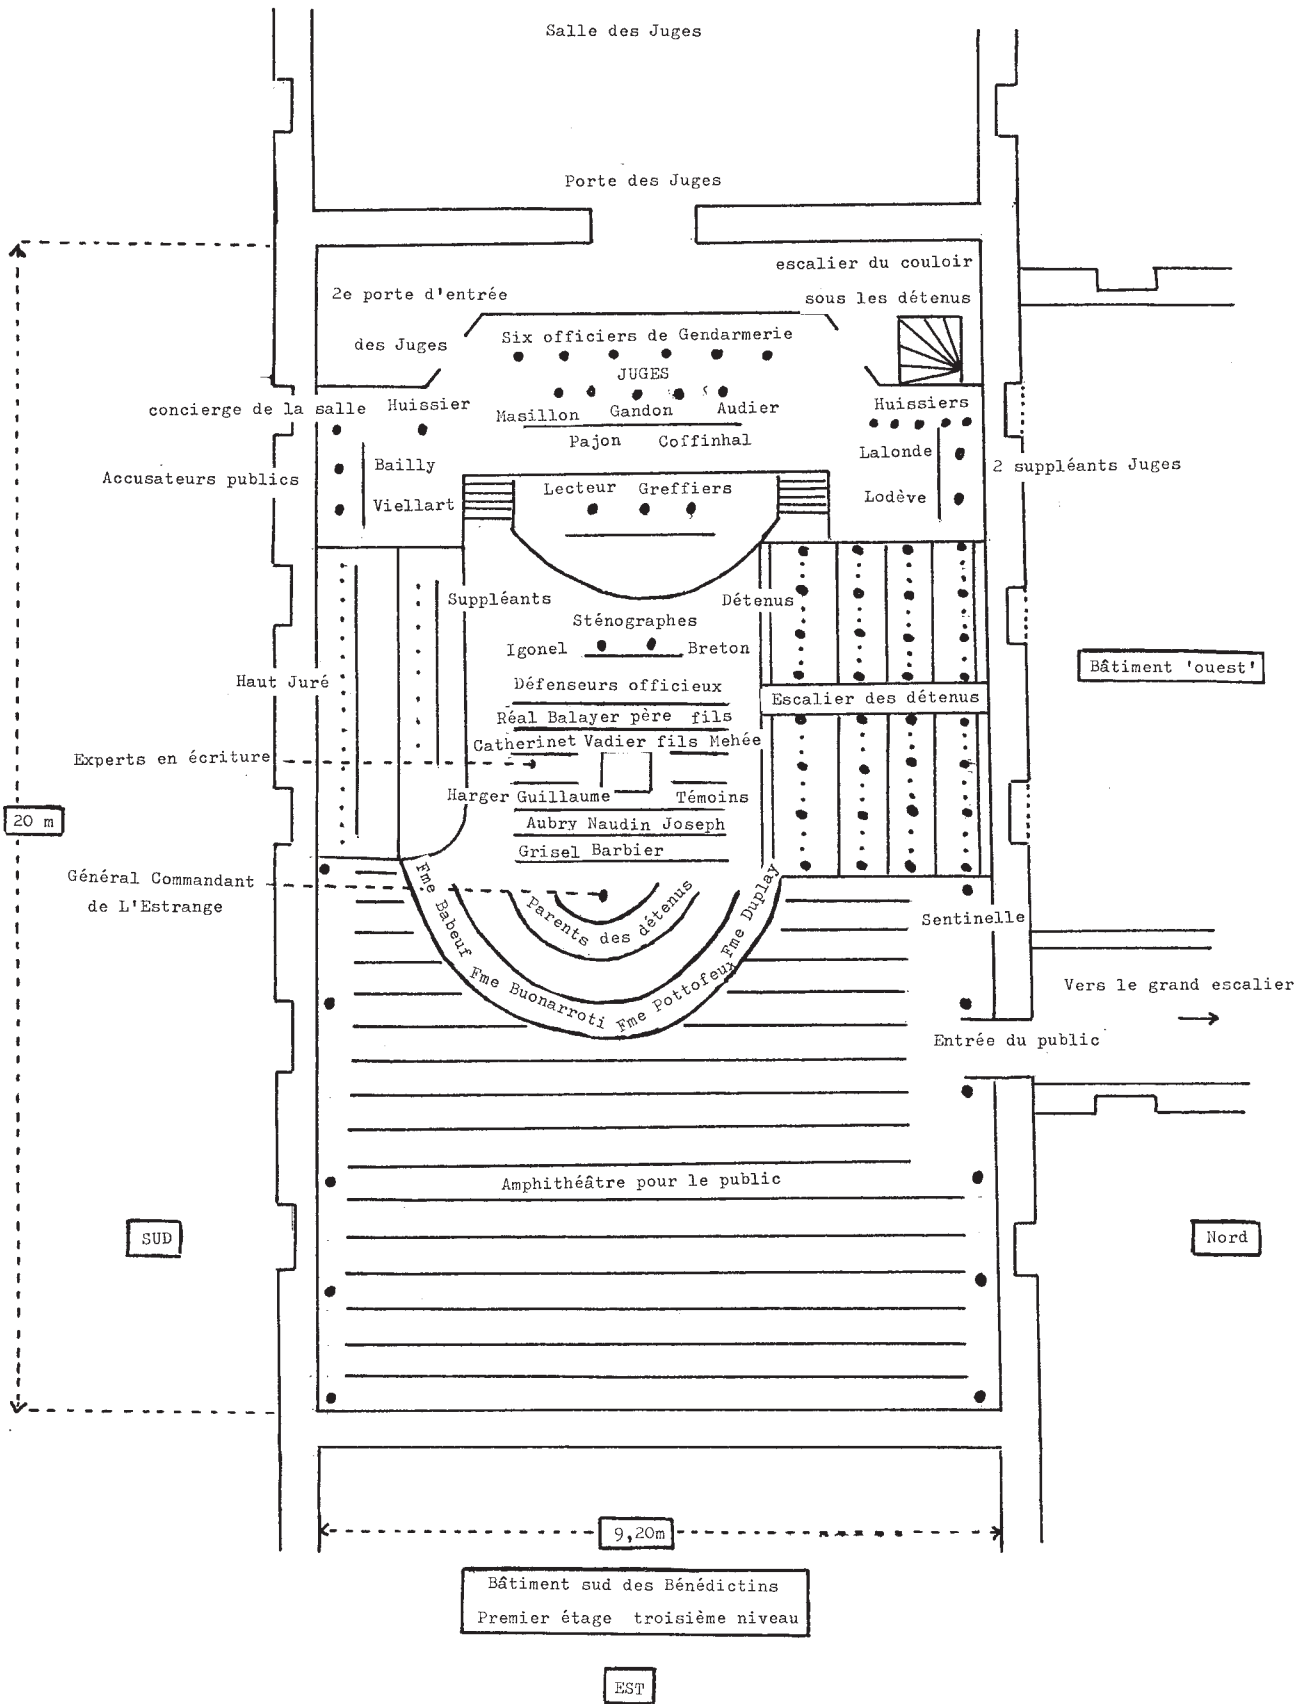 Salle des Juges
Porte des Juges
escalier du couloir
sous les détenus
2e porte d'entrée
des Juges
Six officiers de Gendarmerie
JUGES
Masillon Gandon Audier
Pajon Coffinhal
concierge de la salle
Huissier
Huissiers
Accusateurs publics
Bailly
Viellart
Lalonde
Lodève
2 suppléants Juges
Lecteur Greffiers
Suppléants
Détenus
Sténographes
Igonel
Breton
Haut Juré
Défenseurs officieux
Réal Balayer père fils
Catherinet Vadier fils Mehée
Escalier des détenus
Bâtiment 'ouest'
Experts en écriture
Harger Guillaume
Témoins
Aubry Naudin Joseph
Grisel Barbier
20 m
Général Commandant
de L'Estrange
Parents des détenus
Fme Babeuf Fme Buonarroti Fme Pottofeux Fme Duplay
Sentinelle
Vers le grand escalier
Entrée du public
Amphithéâtre pour le public
SUD
Nord
9,20m
Bâtiment sud des Bénédictins
Premier étage troisième niveau
EST